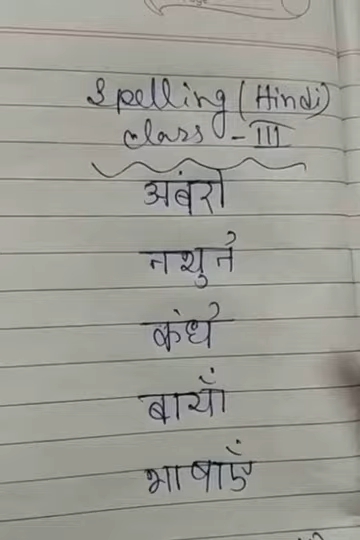 Spelling (Hindi)
class - III
अंबरी
नथुने
कंधे
बायाँ
भाषाएँ